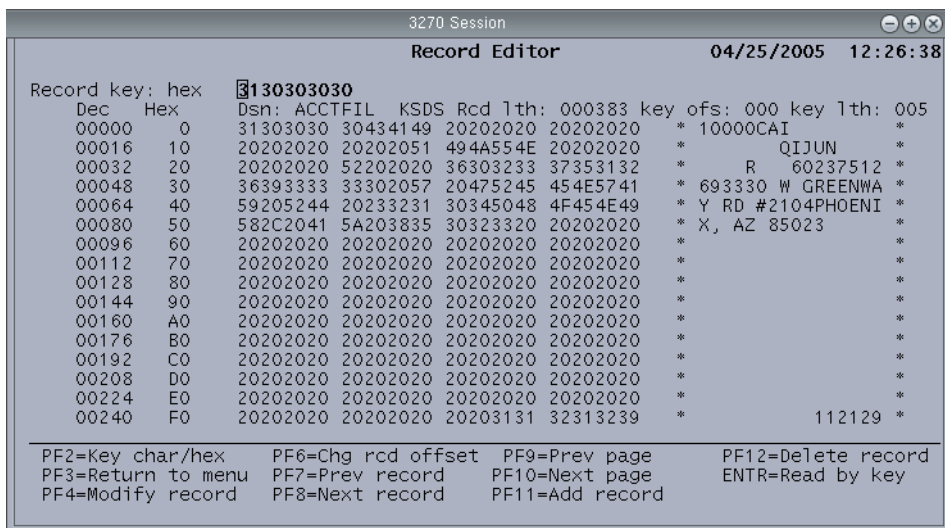 3270 Session
Record Editor 04/25/2005 12:26:38
Record key: hex 3130303030
Dec Hex Dsn: ACCTFIL KSDS Rcd lth: 000383 key ofs: 000 key lth: 005
00000 0 31303030 30434149 20202020 20202020 * 10000CAI *
00016 10 20202020 20202051 494A554E 20202020 * QIJUN *
00032 20 20202020 52202020 36303233 37353132 * R 60237512 *
00048 30 36393333 33302057 20475245 454E5741 * 693330 W GREENWA *
00064 40 59205244 20233231 30345048 4F454E49 * Y RD #2104PHOENI *
00080 50 582C2041 5A203835 30323320 20202020 * X, AZ 85023 *
00096 60 20202020 20202020 20202020 20202020 * *
00112 70 20202020 20202020 20202020 20202020 * *
00128 80 20202020 20202020 20202020 20202020 * *
00144 90 20202020 20202020 20202020 20202020 * *
00160 A0 20202020 20202020 20202020 20202020 * *
00176 B0 20202020 20202020 20202020 20202020 * *
00192 C0 20202020 20202020 20202020 20202020 * *
00208 D0 20202020 20202020 20202020 20202020 * *
00224 E0 20202020 20202020 20202020 20202020 * *
00240 F0 20202020 20202020 20203131 32313239 * 112129 *
PF2=Key char/hex PF6=Chg rcd offset PF9=Prev page PF12=Delete record
PF3=Return to menu PF7=Prev record PF10=Next page ENTR=Read by key
PF4=Modify record PF8=Next record PF11=Add record